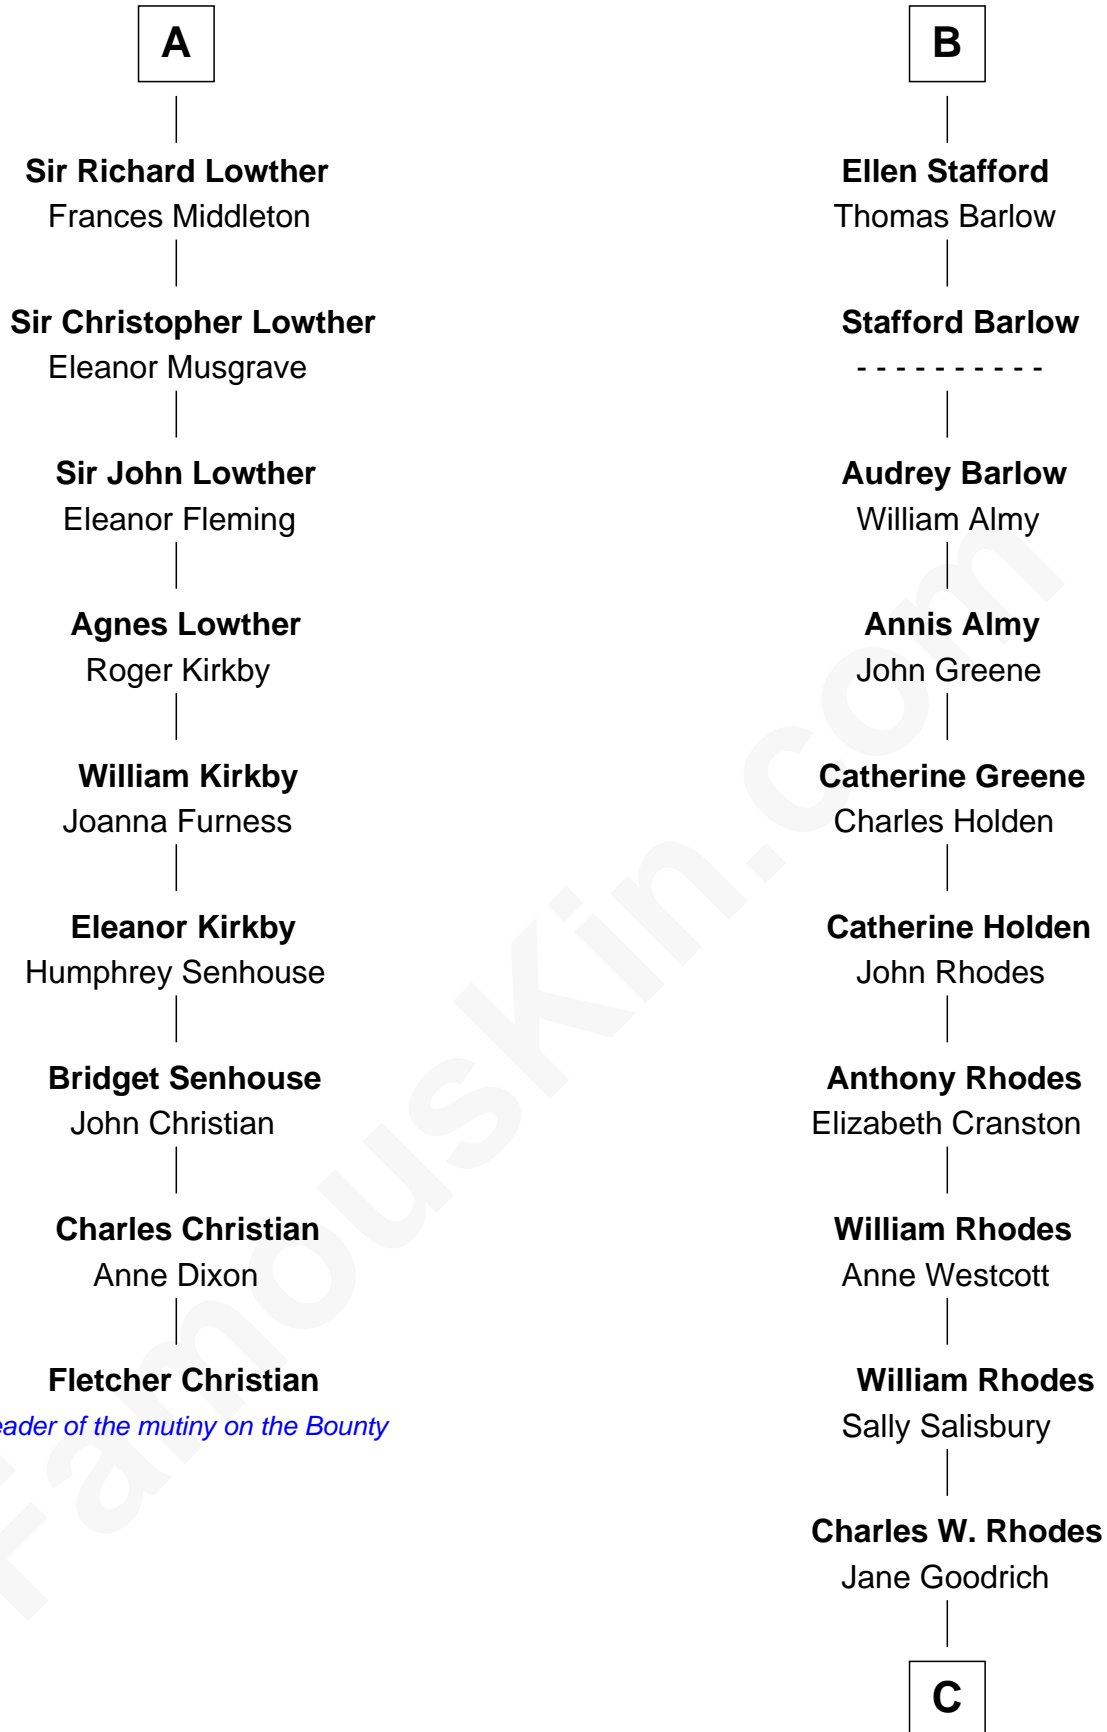 A
Sir Richard Lowther
Frances Middleton
Sir Christopher Lowther
Eleanor Musgrave
Sir John Lowther
Eleanor Fleming
Agnes Lowther
Roger Kirkby
William Kirkby
Joanna Furness
Eleanor Kirkby
Humphrey Senhouse
Bridget Senhouse
John Christian
Charles Christian
Anne Dixon
Fletcher Christian
eader of the mutiny on the Bounty
B
Ellen Stafford
Thomas Barlow
Stafford Barlow
- - - - - - - - - -
Audrey Barlow
William Almy
Annis Almy
John Greene
Catherine Greene
Charles Holden
Catherine Holden
John Rhodes
Anthony Rhodes
Elizabeth Cranston
William Rhodes
Anne Westcott
William Rhodes
Sally Salisbury
Charles W. Rhodes
Jane Goodrich
C
FamousKin.com